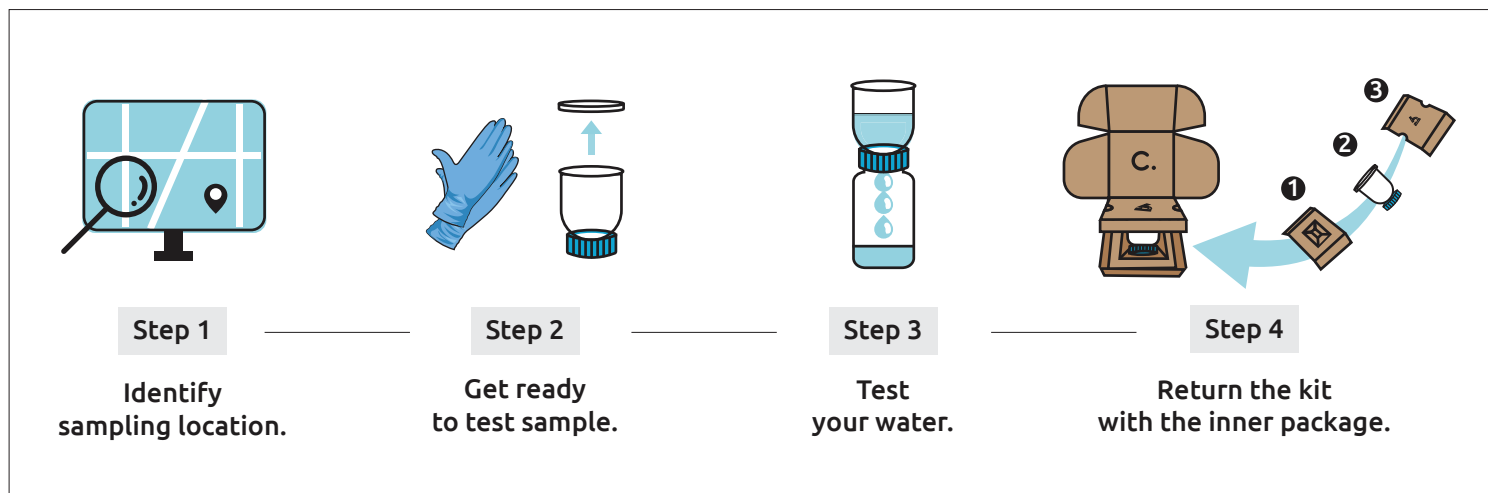 C.
1
2
3
Step 1
Identify
sampling location.
Step 2
Get ready
to test sample.
Step 3
Test
your water.
Step 4
Return the kit
with the inner package.